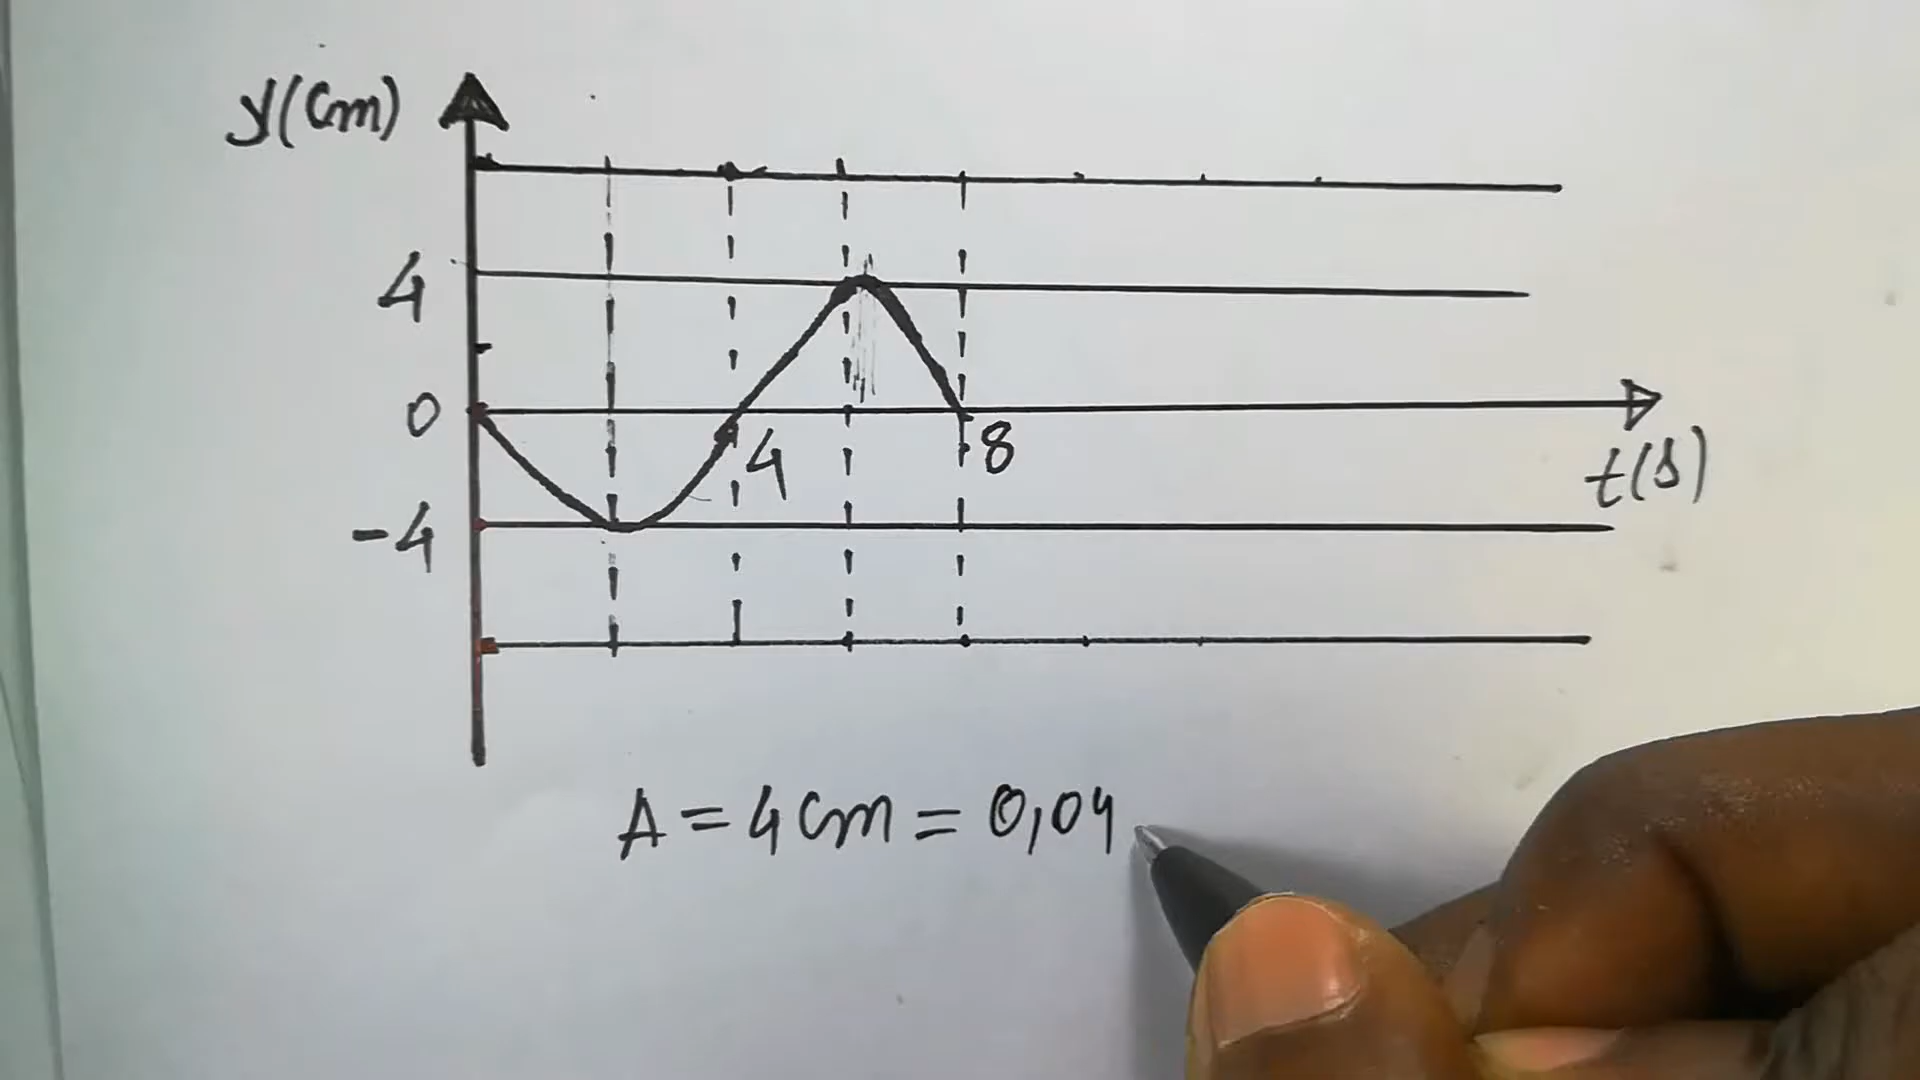 y(cm)
4
0
4
8
t(s)
-4
A = 4 cm = 0,04